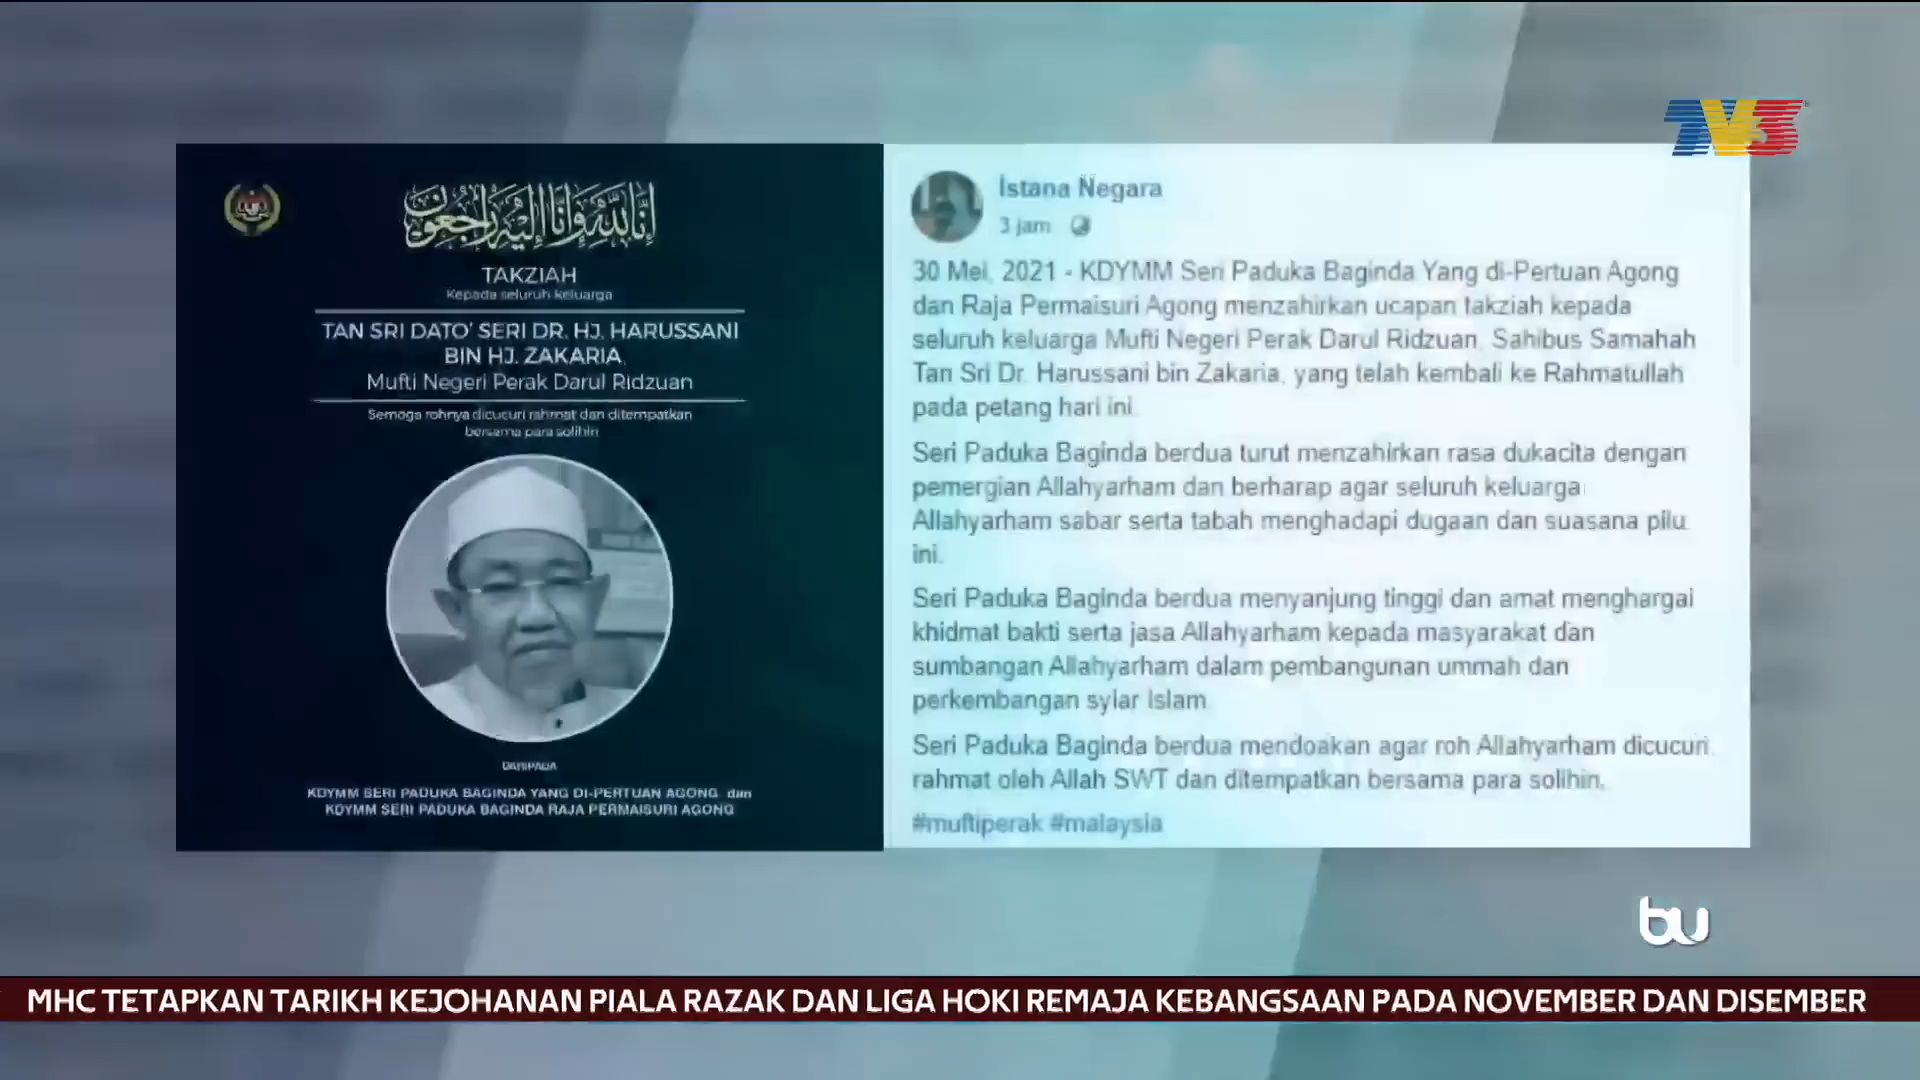 TV3
إنا لله وإنا إليه راجعون
TAKZIAH
Kepada seluruh keluarga
TAN SRI DATO' SERI DR. HJ. HARUSSANI
BIN HJ. ZAKARIA,
Mufti Negeri Perak Darul Ridzuan
Semoga rohnya dicucuri rahmat dan ditempatkan
bersama para solihin
DARIPADA
KDYMM SERI PADUKA BAGINDA YANG DI-PERTUAN AGONG dan
KDYMM SERI PADUKA BAGINDA RAJA PERMAISURI AGONG
Istana Negara
3 jam
30 Mei, 2021 - KDYMM Seri Paduka Baginda Yang di-Pertuan Agong
dan Raja Permaisuri Agong menzahirkan ucapan takziah kepada
seluruh keluarga Mufti Negeri Perak Darul Ridzuan, Sahibus Samahah
Tan Sri Dr. Harussani bin Zakaria, yang telah kembali ke Rahmatullah
pada petang hari ini.
Seri Paduka Baginda berdua turut menzahirkan rasa dukacita dengan
pemergian Allahyarham dan berharap agar seluruh keluarga
Allahyarham sabar serta tabah menghadapi dugaan dan suasana pilu
ini.
Seri Paduka Baginda berdua menyanjung tinggi dan amat menghargai
khidmat bakti serta jasa Allahyarham kepada masyarakat dan
sumbangan Allahyarham dalam pembangunan ummah dan
perkembangan syiar Islam.
Seri Paduka Baginda berdua mendoakan agar roh Allahyarham dicucuri
rahmat oleh Allah SWT dan ditempatkan bersama para solihin.
#muftiperak #malaysia
bu
MHC TETAPKAN TARIKH KEJOHANAN PIALA RAZAK DAN LIGA HOKI REMAJA KEBANGSAAN PADA NOVEMBER DAN DISEMBER